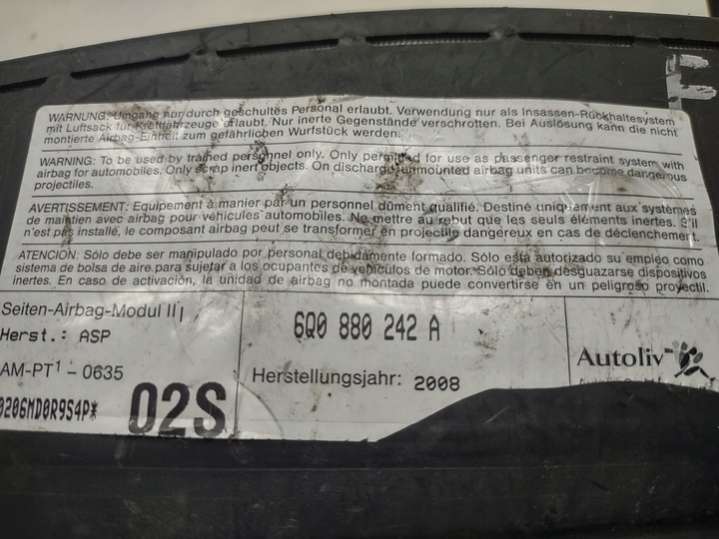 WARNUNG: Umgang nur durch geschultes Personal erlaubt. Verwendung nur als Insassen-Rückhaltesystem
mit Luftsack für Kraftfahrzeuge erlaubt. Nur inerte Gegenstände verschrotten. Bei Auslösung kann die nicht
montierte Airbag-Einheit zum gefährlichen Wurfstück werden.
WARNING: To be used by trained personnel only. Only permitted for use as passenger restraint system with
airbag for automobiles. Only scrap inert objects. On discharge unmounted airbag units can become dangerous
projectiles.
AVERTISSEMENT: Equipement à manier par un personnel dûment qualifié. Destiné uniquement aux systèmes
de maintien avec airbag pour véhicules automobiles. Ne mettre au rebut que les seuls éléments inertes. S'il
n'est pas installé, le composant airbag peut se transformer en projectile dangereux en cas de déclenchement.
ATENCION: Sólo debe ser manipulado por personal debidamente formado. Sólo está autorizado su empleo como
sistema de bolsa de aire para sujetar a los ocupantes de vehículos de motor. Sólo deben desguazarse dispositivos
inertes. En caso de activación, la unidad de airbag no montada puede convertirse en un peligroso proyectil.
Seiten-Airbag-Modul II
6Q0 880 242 A
Herst.: ASP
Autoliv
AM-PT1 - 0635
Herstellungsjahr: 2008
0206MD0R9S4P*
02S